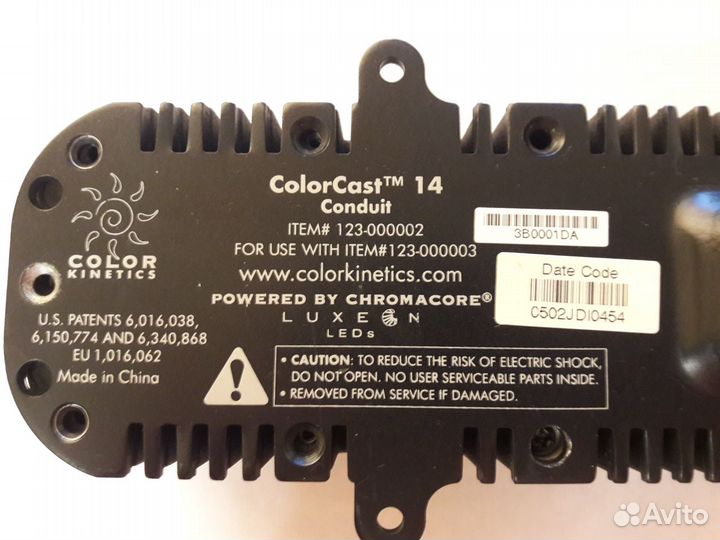 ColorCast™ 14
Conduit
ITEM# 123-000002
FOR USE WITH ITEM#123-000003
www.colorkinetics.com
POWERED BY CHROMACORE®
LUXEON
LEDs
COLOR
KINETICS
U.S. PATENTS 6,016,038,
6,150,774 AND 6,340,868
EU 1,016,062
Made in China
• CAUTION: TO REDUCE THE RISK OF ELECTRIC SHOCK,
DO NOT OPEN. NO USER SERVICEABLE PARTS INSIDE.
• REMOVED FROM SERVICE IF DAMAGED.
!
3B0001DA
Date Code
0502JDI0454
Avito